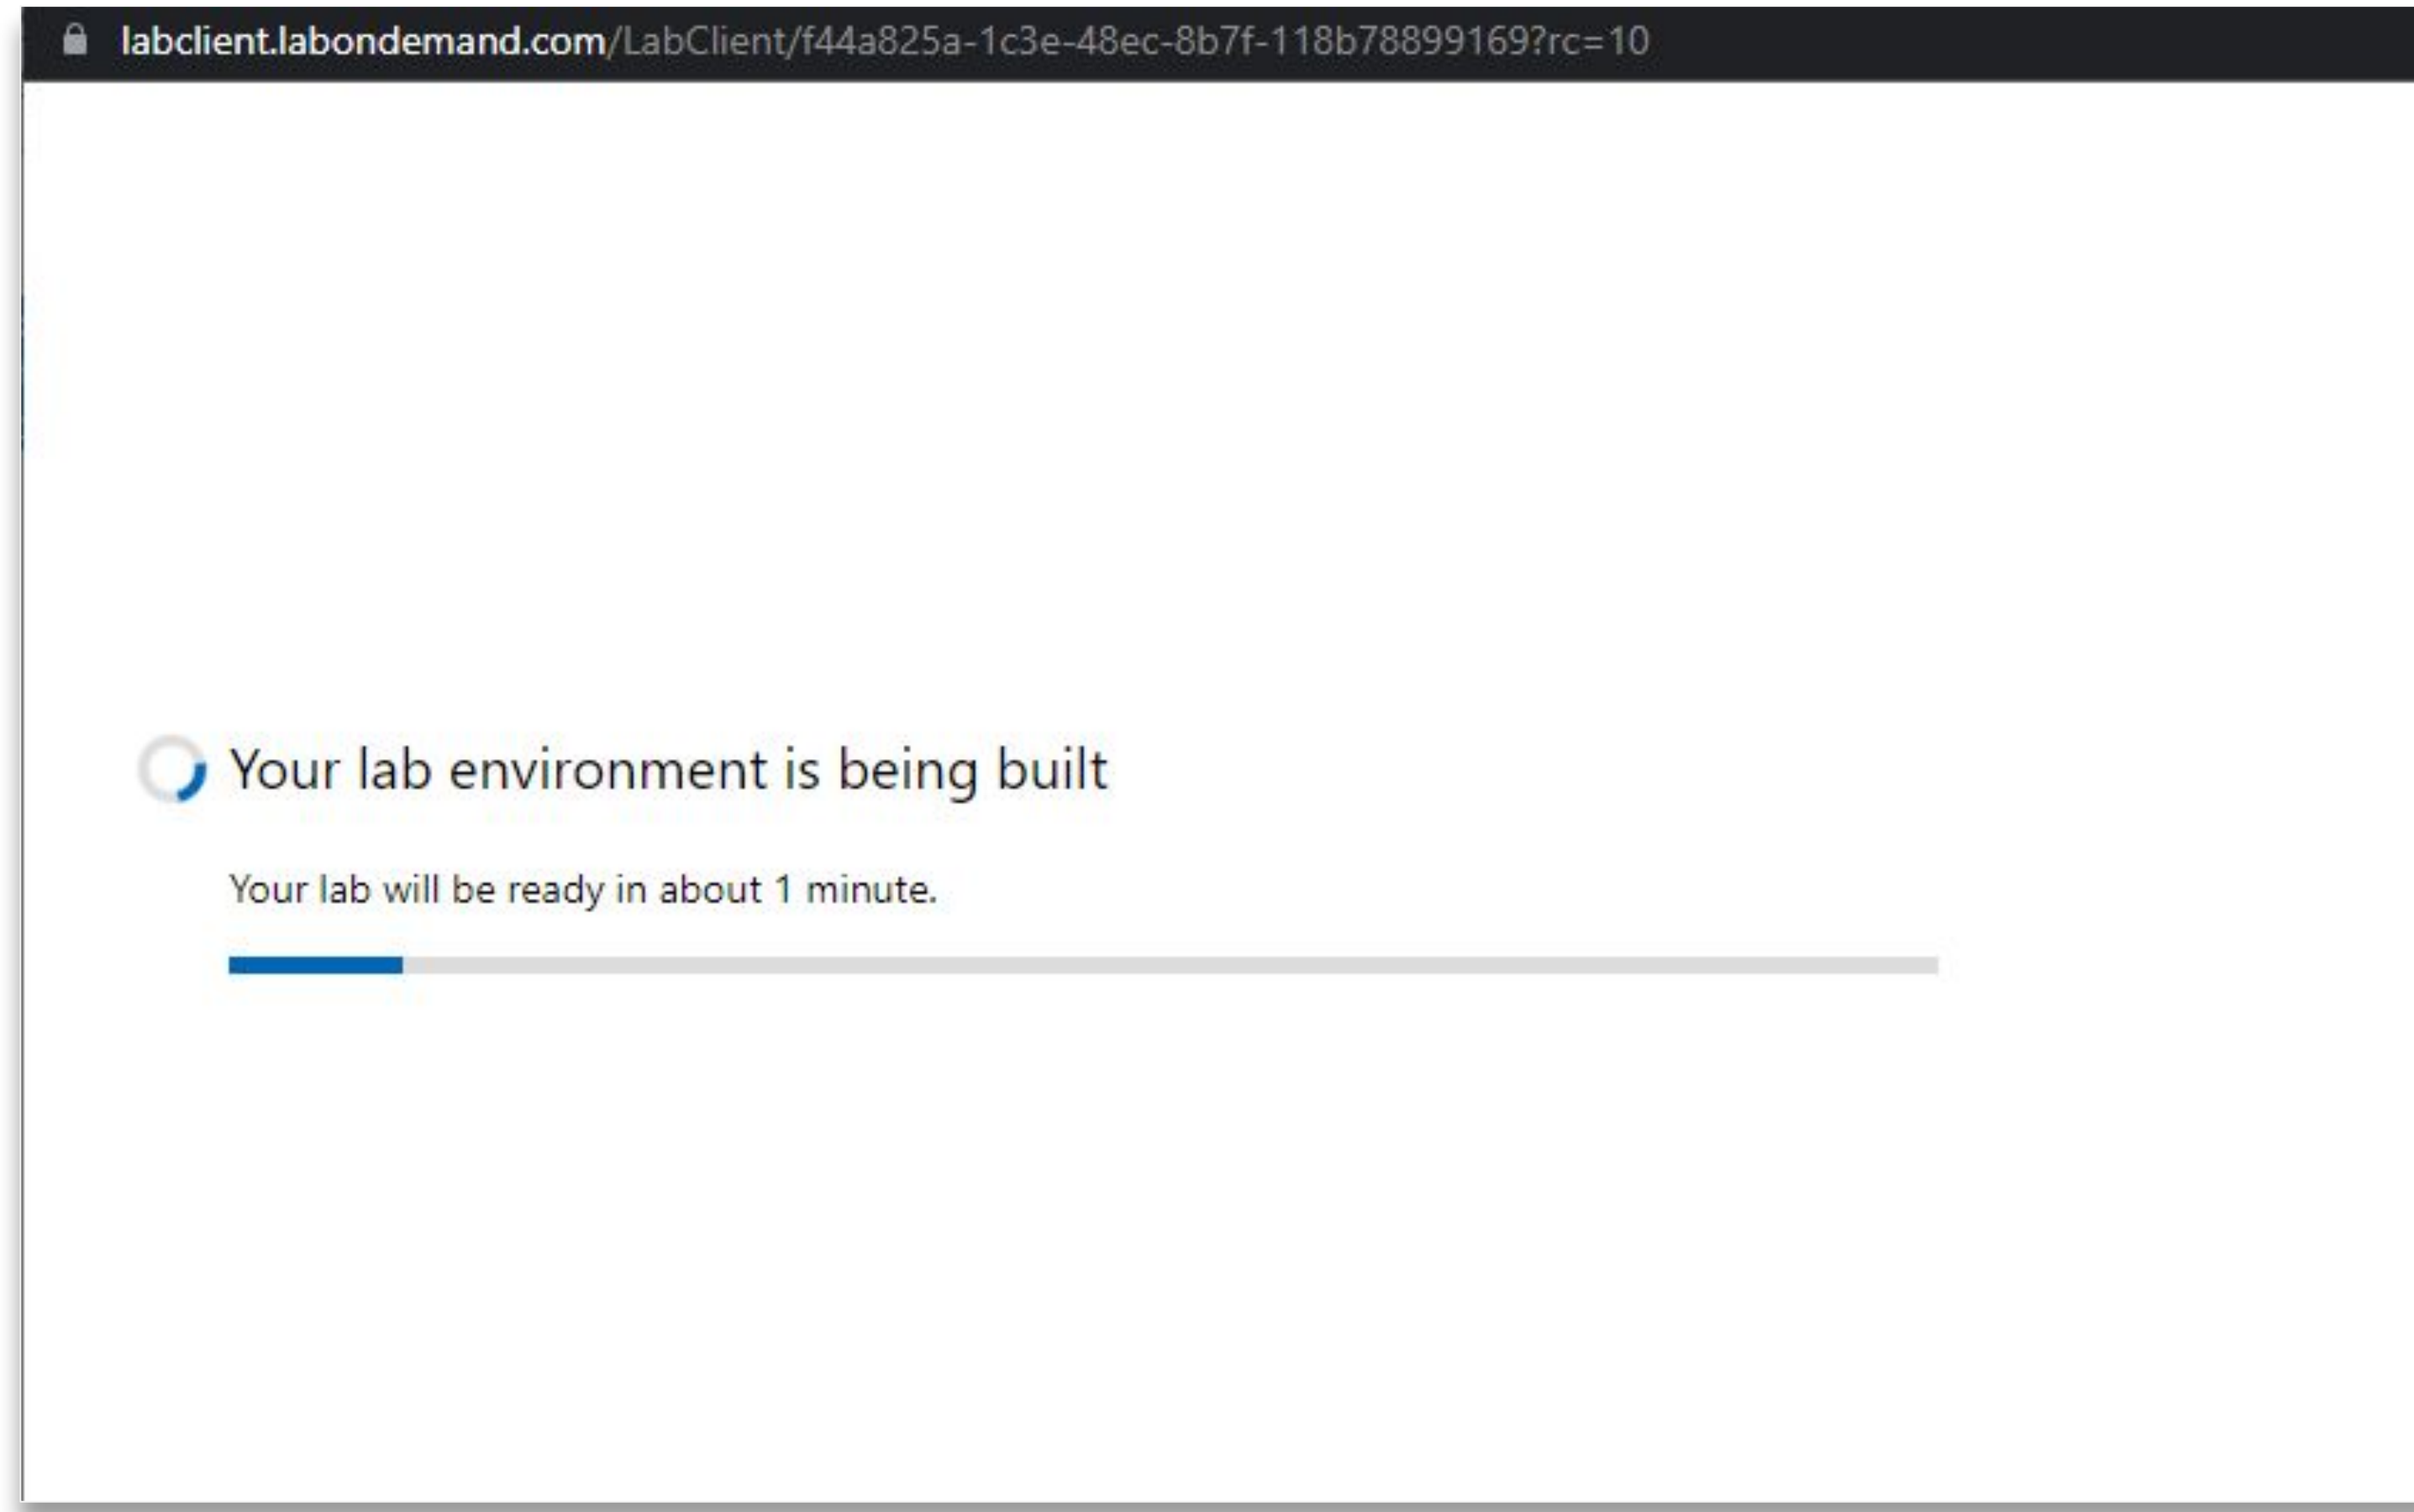 labclient.labondemand.com/LabClient/f44a825a-1c3e-48ec-8b7f-118b78899169?rc=10
Your lab environment is being built
Your lab will be ready in about 1 minute.